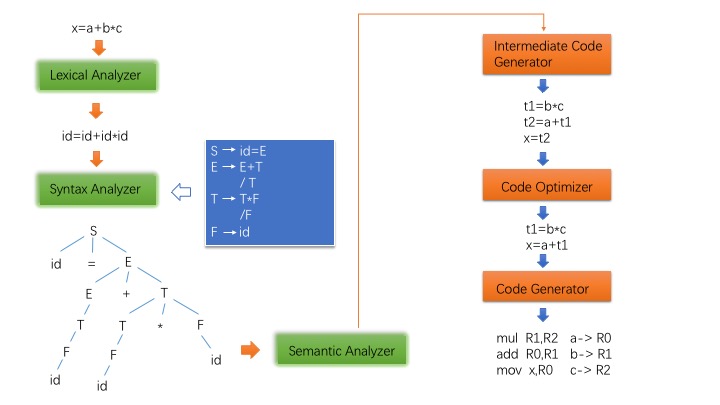 x=a+b*c
Lexical Analyzer
id=id+id*id
Syntax Analyzer
S → id=E
E → E+T
/ T
T → T*F
/F
F → id
S
id = E
E + T
T T * F
F F id
id id
Semantic Analyzer
Intermediate Code
Generator
t1=b*c
t2=a+t1
x=t2
Code Optimizer
t1=b*c
x=a+t1
Code Generator
mul R1,R2 a-> R0
add R0,R1 b-> R1
mov x,R0 c-> R2